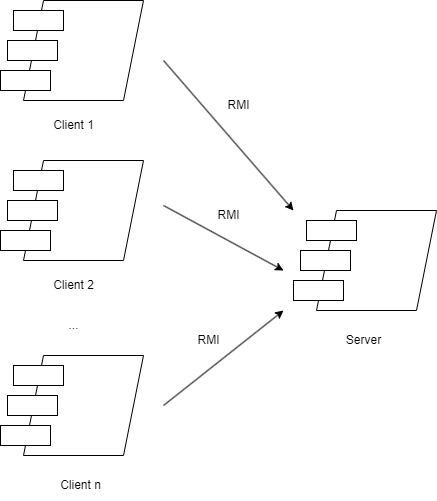 RMI
Client 1
RMI
Client 2
...
RMI
Server
Client n